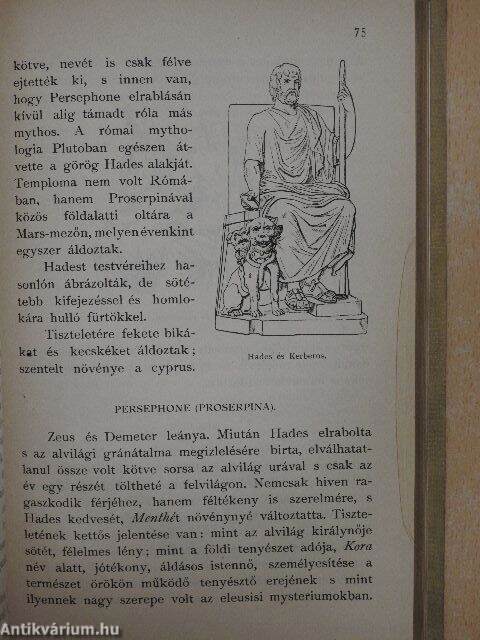 75
kötve, nevét is csak félve
ejtették ki, s innen van,
hogy Persephone elrablásán
kívül alig támadt róla más
mythos. A római mytho-
logia Plutoban egészen át-
vette a görög Hades alakját.
Temploma nem volt Rómá-
ban, hanem Proserpinával
közös földalatti oltára a
Mars-mezőn, melyen évenkint
egyszer áldoztak.
Hadest testvéreihez ha-
sonlón ábrázolták, de söté-
tebb kifejezéssel és homlo-
kára hulló fürtökkel.
Tiszteletére fekete biká-
kat és kecskéket áldoztak;
szentelt növénye a cyprus.
Hades és Kerberos.
PERSEPHONE (PROSERPINA).
Zeus és Demeter leánya. Miután Hades elrabolta
s az alvilági gránátalma megizlelésére birta, elválhatat-
lanul össze volt kötve sorsa az alvilág urával s csak az
év egy részét töltheté a felvilágon. Nemcsak hiven ra-
gaszkodik férjéhez, hanem féltékeny is szerelmére, s
Hades kedvesét, Menthét növénynyé változtatta. Tiszte-
letének kettős jelentése van: mint az alvilág királynője
sötét, félelmes lény; mint a földi tenyészet adója, Kora
név alatt, jótékony, áldásos istennő, személyesítése a
természet örökön működő tenyésztő erejének s mint
ilyennek nagy szerepe volt az eleusisi mysteriumokban.
Antikvárium.hu